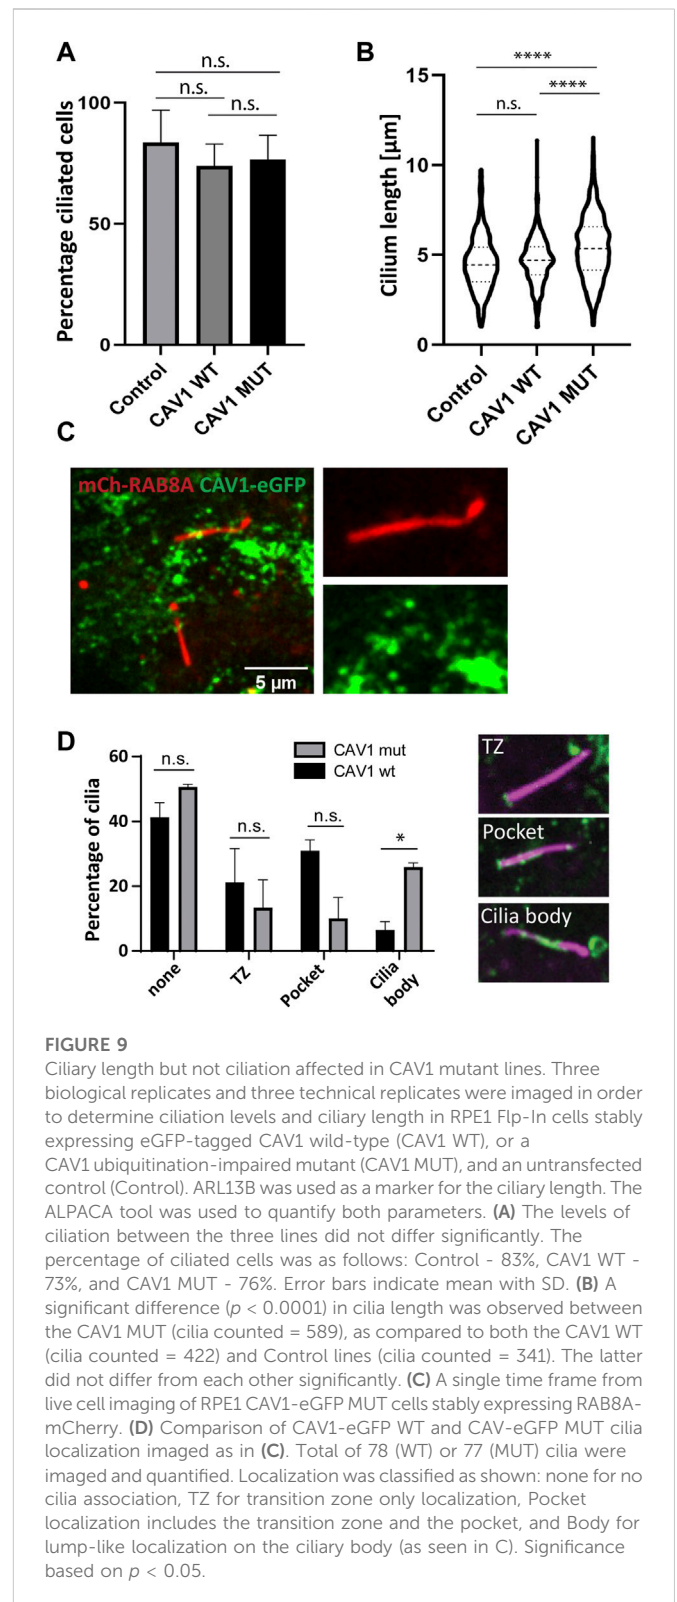 A
n.s.
n.s.
n.s.
Percentage ciliated cells
100
50
0
Control
CAV1 WT
CAV1 MUT
B
****
****
n.s.
Cilium length [µm]
15
10
5
0
Control
CAV1 WT
CAV1 MUT
C
mCh-RAB8A CAV1-eGFP
5 µm
D
CAV1 mut
CAV1 wt
n.s.
n.s.
n.s.
*
Percentage of cilia
60
40
20
0
none
TZ
Pocket
Cilia
body
TZ
Pocket
Cilia body
FIGURE 9
Ciliary length but not ciliation affected in CAV1 mutant lines. Three
biological replicates and three technical replicates were imaged in order
to determine ciliation levels and ciliary length in RPE1 Flp-In cells stably
expressing eGFP-tagged CAV1 wild-type (CAV1 WT), or a
CAV1 ubiquitination-impaired mutant (CAV1 MUT), and an untransfected
control (Control). ARL13B was used as a marker for the ciliary length. The
ALPACA tool was used to quantify both parameters. (A) The levels of
ciliation between the three lines did not differ significantly. The
percentage of ciliated cells was as follows: Control - 83%, CAV1 WT -
73%, and CAV1 MUT - 76%. Error bars indicate mean with SD. (B) A
significant difference (p < 0.0001) in cilia length was observed between
the CAV1 MUT (cilia counted = 589), as compared to both the CAV1 WT
(cilia counted = 422) and Control lines (cilia counted = 341). The latter
did not differ from each other significantly. (C) A single time frame from
live cell imaging of RPE1 CAV1-eGFP MUT cells stably expressing RAB8A-
mCherry. (D) Comparison of CAV1-eGFP WT and CAV-eGFP MUT cilia
localization imaged as in (C). Total of 78 (WT) or 77 (MUT) cilia were
imaged and quantified. Localization was classified as shown: none for no
cilia association, TZ for transition zone only localization, Pocket
localization includes the transition zone and the pocket, and Body for
lump-like localization on the ciliary body (as seen in C). Significance
based on p < 0.05.